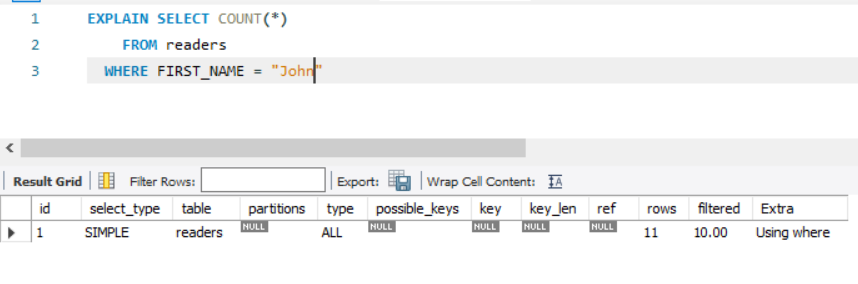 1 EXPLAIN SELECT COUNT(*)
2 FROM readers
3 WHERE FIRST_NAME = "John"
Result Grid Filter Rows: Export: Wrap Cell Content: IA
id select_type table partitions type possible_keys key key_len ref rows filtered Extra
1 SIMPLE readers NULL ALL NULL NULL NULL NULL 11 10.00 Using where